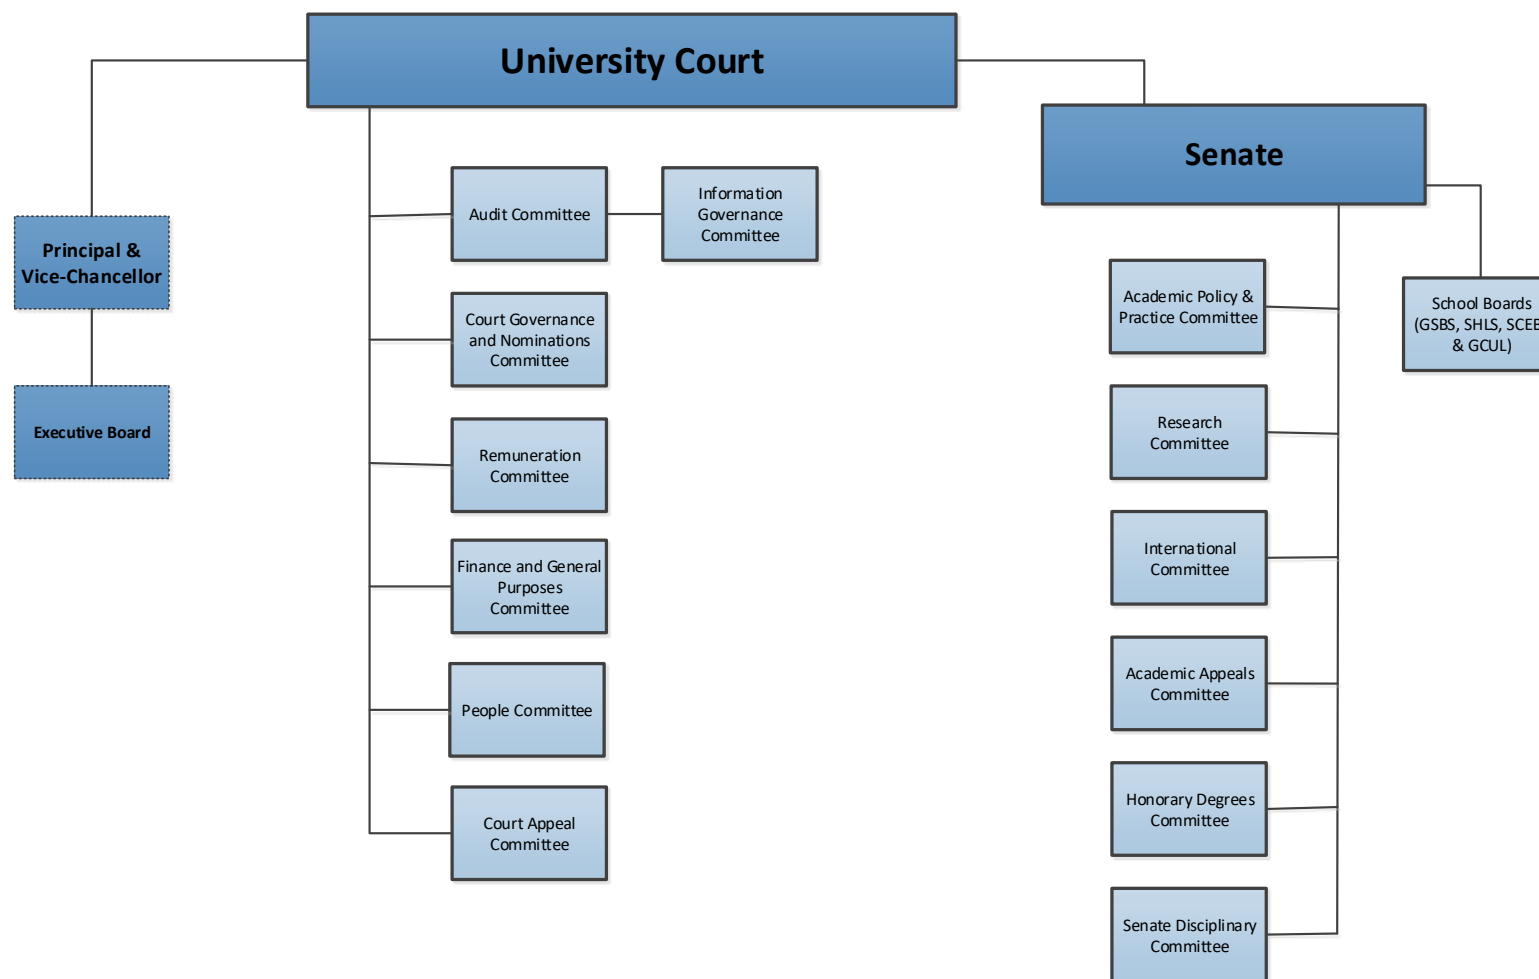 University Court
Senate
Principal &
Vice-Chancellor
Executive Board
Audit Committee
Information
Governance
Committee
Court Governance
and Nominations
Committee
Remuneration
Committee
Finance and General
Purposes
Committee
People Committee
Court Appeal
Committee
Academic Policy &
Practice Committee
School Boards
(GSBS, SHLS,
& GCUL)
Research
Committee
International
Committee
Academic Appeals
Committee
Honorary Degrees
Committee
Senate Disciplinary
Committee